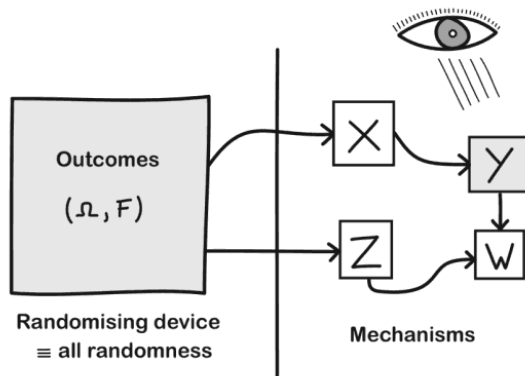 Outcomes
(Ω, F)
Randomising device
≡ all randomness
X
Y
Z
W
Mechanisms